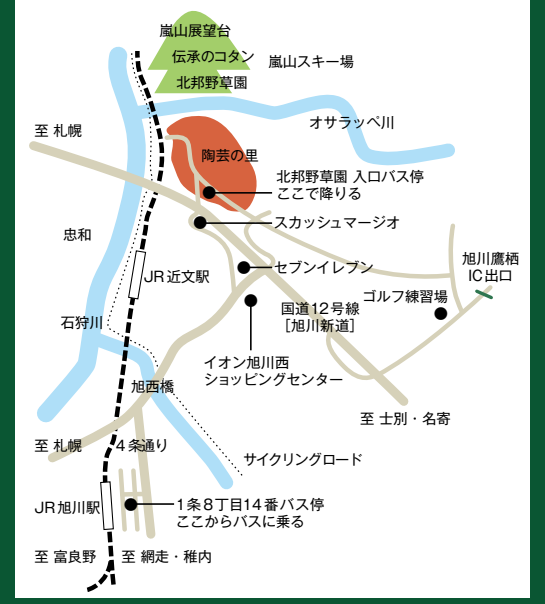 嵐山展望台
伝承のコタン
嵐山スキー場
北邦野草園
オサラッペ川
至 札幌
陶芸の里
北邦野草園 入口バス停
ここで降りる
スカッシュマージオ
忠和
旭川鷹栖
IC出口
セブンイレブン
JR近文駅
ゴルフ練習場
国道12号線
[旭川新道]
石狩川
イオン旭川西
ショッピングセンター
旭西橋
至 士別・名寄
至 札幌
4条通り
サイクリングロード
JR旭川駅
1条8丁目14番バス停
ここからバスに乗る
至 富良野
至 網走・稚内